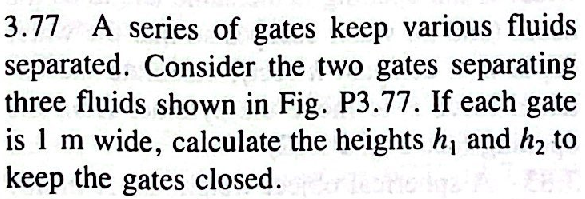 3.77 A series of gates keep various fluids
separated. Consider the two gates separating
three fluids shown in Fig. P3.77. If each gate
is 1 m wide, calculate the heights h₁ and h₂ to
keep the gates closed.